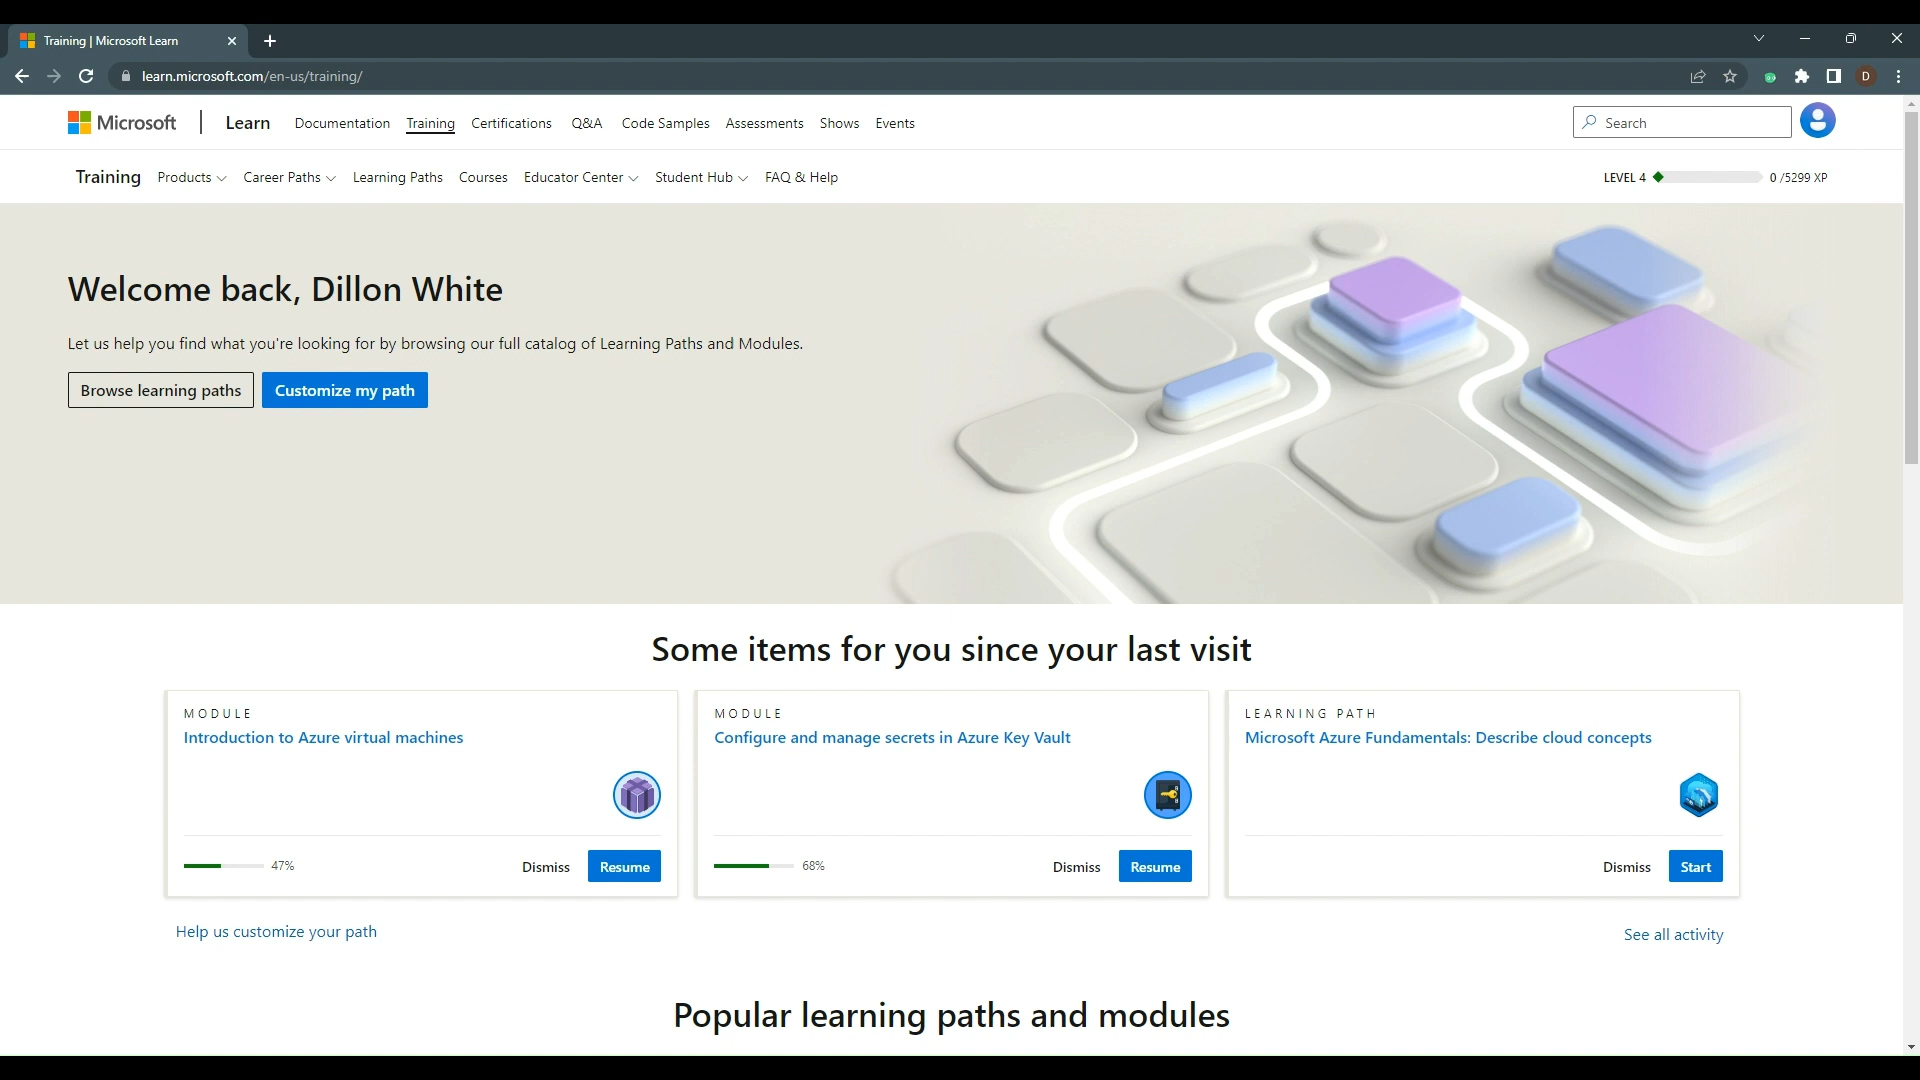 Training | Microsoft Learn
learn.microsoft.com/en-us/training/
D
Microsoft Learn Documentation Training Certifications Q&A Code Samples Assessments Shows Events Search
Training Products Career Paths Learning Paths Courses Educator Center Student Hub FAQ & Help LEVEL 4 0 /5299 XP
Welcome back, Dillon White
Let us help you find what you're looking for by browsing our full catalog of Learning Paths and Modules.
Browse learning paths Customize my path
Some items for you since your last visit
MODULE
Introduction to Azure virtual machines
47% Dismiss Resume
MODULE
Configure and manage secrets in Azure Key Vault
68% Dismiss Resume
LEARNING PATH
Microsoft Azure Fundamentals: Describe cloud concepts
Dismiss Start
Help us customize your path
See all activity
Popular learning paths and modules